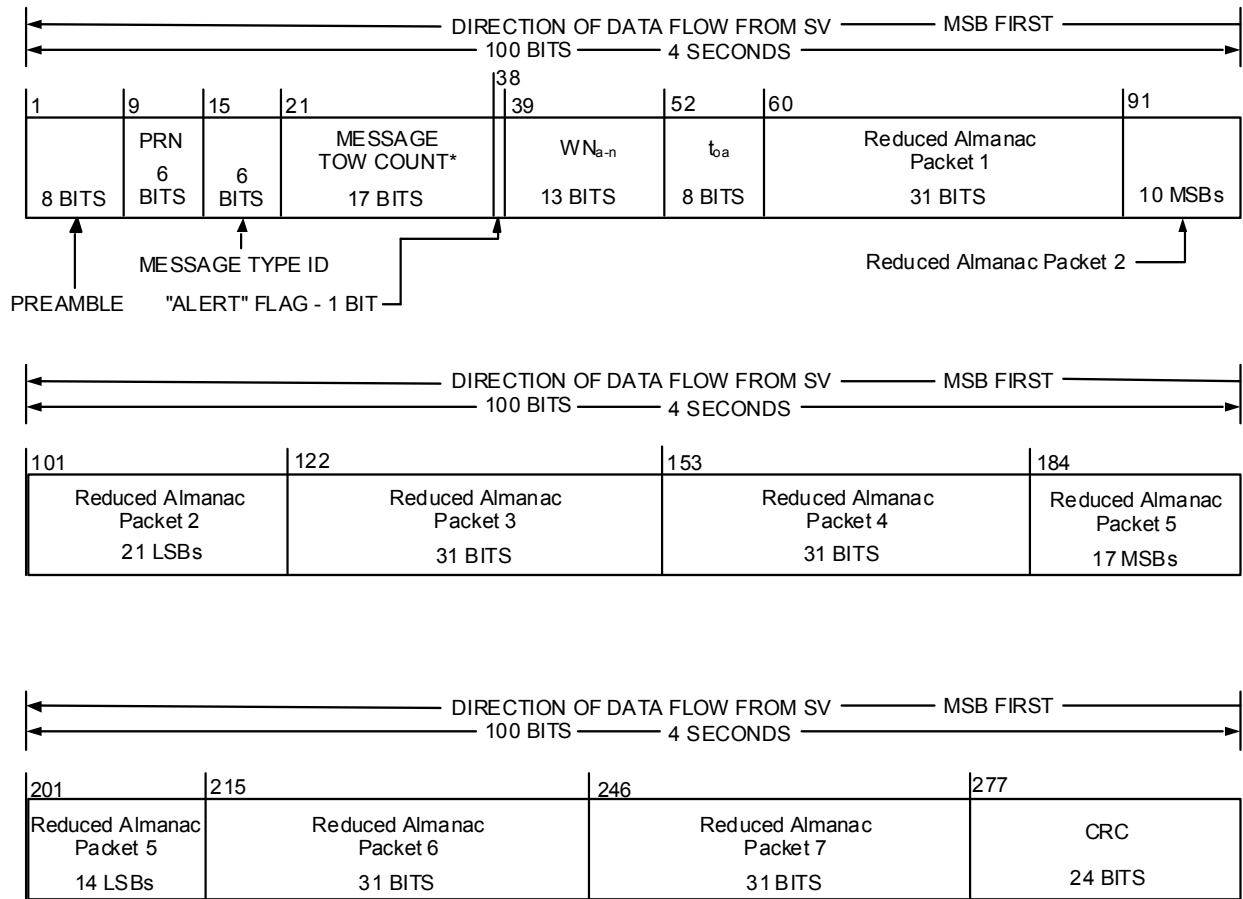 DIRECTION OF DATA FLOW FROM SV MSB FIRST
100 BITS 4 SECONDS
38
1 9 15 21 39 52 60 91
PRN MESSAGE WNa-n toa Reduced Almanac
TOW COUNT* Packet 1
6 6
8 BITS BITS BITS 17 BITS 13 BITS 8 BITS 31 BITS 10 MSBs
MESSAGE TYPE ID Reduced Almanac Packet 2
PREAMBLE "ALERT" FLAG - 1 BIT
DIRECTION OF DATA FLOW FROM SV MSB FIRST
100 BITS 4 SECONDS
101 122 153 184
Reduced Almanac Reduced Almanac Reduced Almanac Reduced Almanac
Packet 2 Packet 3 Packet 4 Packet 5
21 LSBs 31 BITS 31 BITS 17 MSBs
DIRECTION OF DATA FLOW FROM SV MSB FIRST
100 BITS 4 SECONDS
201 215 246 277
Reduced Almanac Reduced Almanac Reduced Almanac CRC
Packet 5 Packet 6 Packet 7
14 LSBs 31 BITS 31 BITS 24 BITS